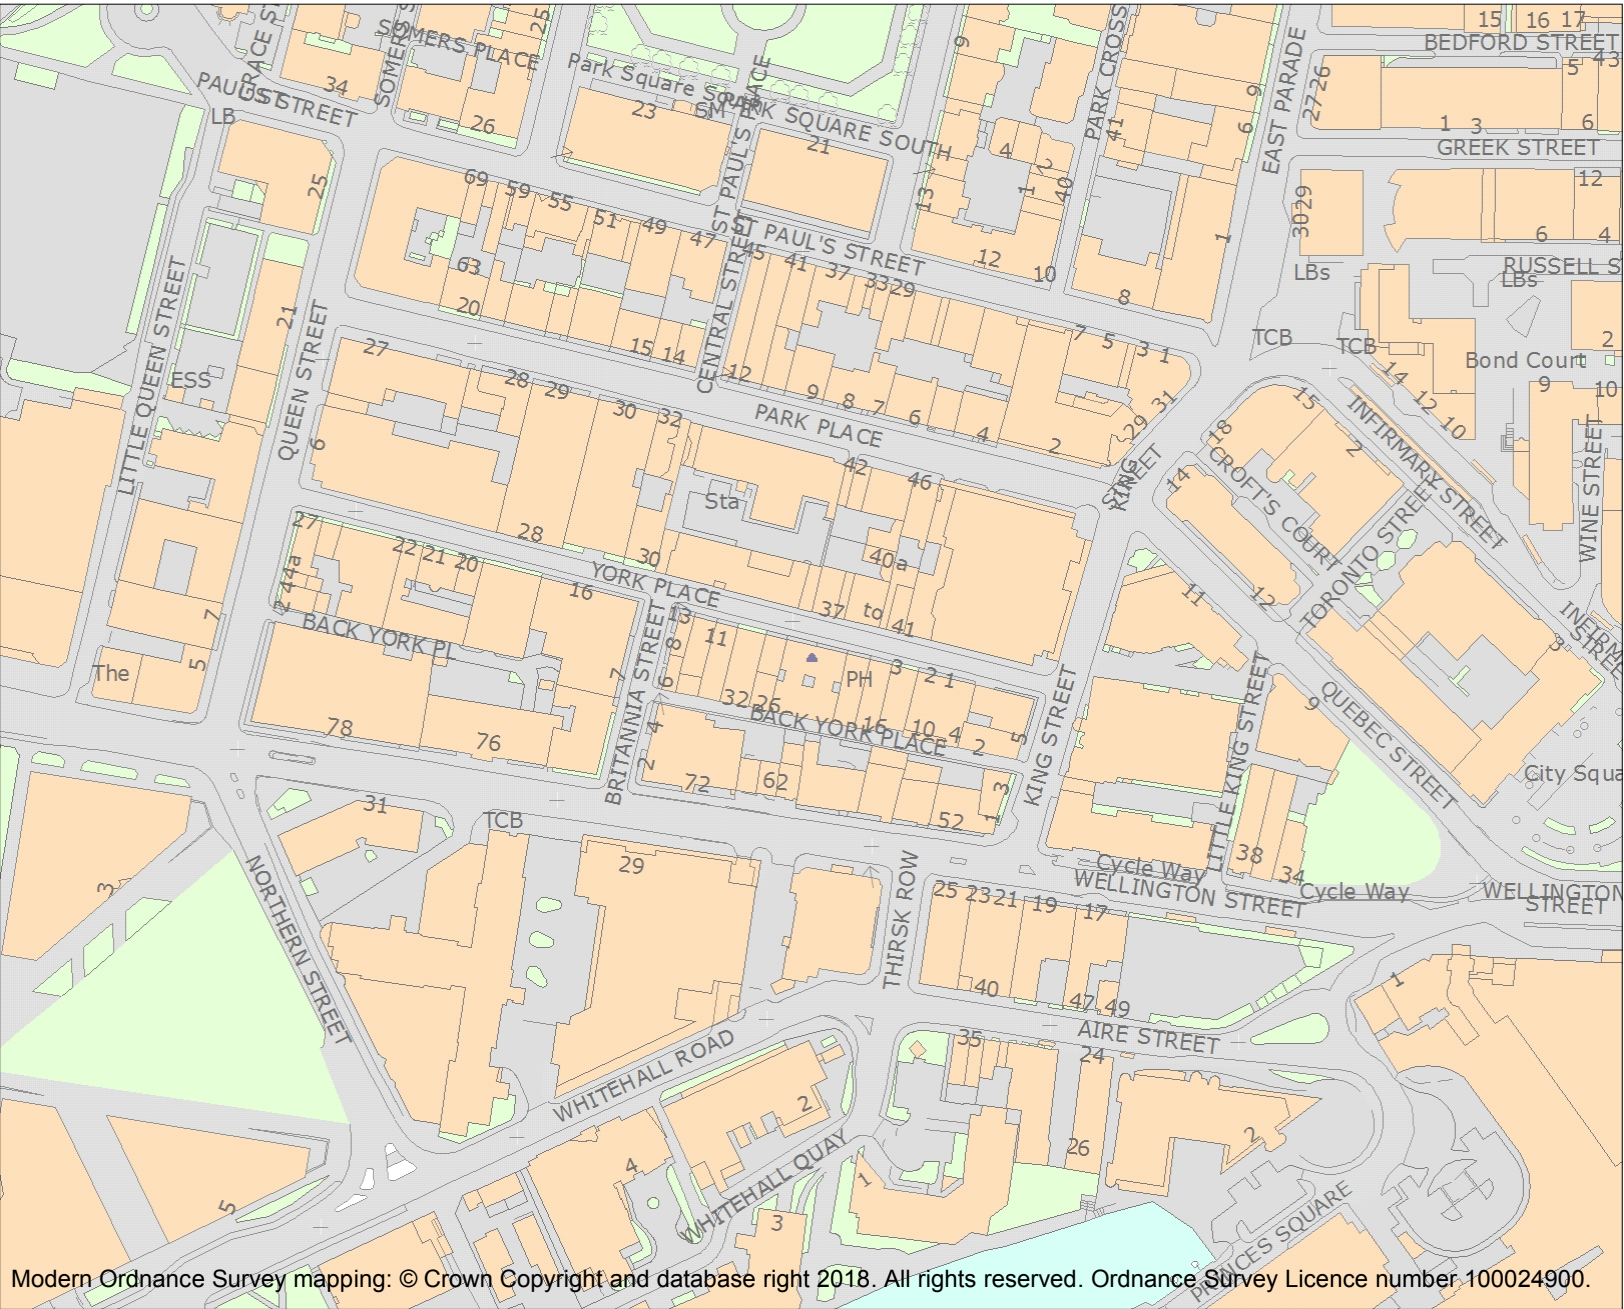 SOMERS PLACE
25
Park Square South
PARK SQUARE SOUTH
15 16 17
BEDFORD STREET
PAUL'S STREET
34
26
23
21
LB
ST PAUL'S PLACE
PARK CROSS
EAST PARADE
9
6
41
27 26
5 43
1 3 6
GREEK STREET
13
4
2
1
40
12
10
8
1
30 29
12
6 4
LBs
RUSSELL S
LBs
25
69 59 55 51 49 47
45 41 37 33 29
ST PAUL'S STREET
63
20
15 14
CENTRAL STREET
21
LITTLE QUEEN STREET
QUEEN STREET
ESS
27
28 29 30 32
12 9 8 7 6 4 2
PARK PLACE
7 5 3 1
31
29
KING STREET
TCB
TCB
Bond Court
2
9
10
14
12
10
INFIRMARY STREET
15
2
18
CROFT'S COURT
14
TORONTO STREET
WINE STREET
6
28
30
Sta
42
46
40a
YORK PLACE
37 to 41
27
22 21 20
16
2 44a
BACK YORK PL
7
5
The
78
76
7
BRITANNIA STREET
13
11
8
6
4
2
32 26
PH
3 2 1
16 10 4 2
5
BACK YORK PLACE
72
62
52
1 3
KING STREET
11
12
3
9
QUEBEC STREET
LITTLE KING STREET
City Squa
38
34
31
TCB
29
NORTHERN STREET
3
THIRSK ROW
Cycle Way
WELLINGTON STREET
Cycle Way
WELLINGTON
STREET
25 23 21 19 17
40
47 49
AIRE STREET
35
24
1
WHITEHALL ROAD
2
4
WHITEHALL QUAY
1
3
26
2
5
PRINCES SQUARE
Modern Ordnance Survey mapping: © Crown Copyright and database right 2018. All rights reserved. Ordnance Survey Licence number 100024900.